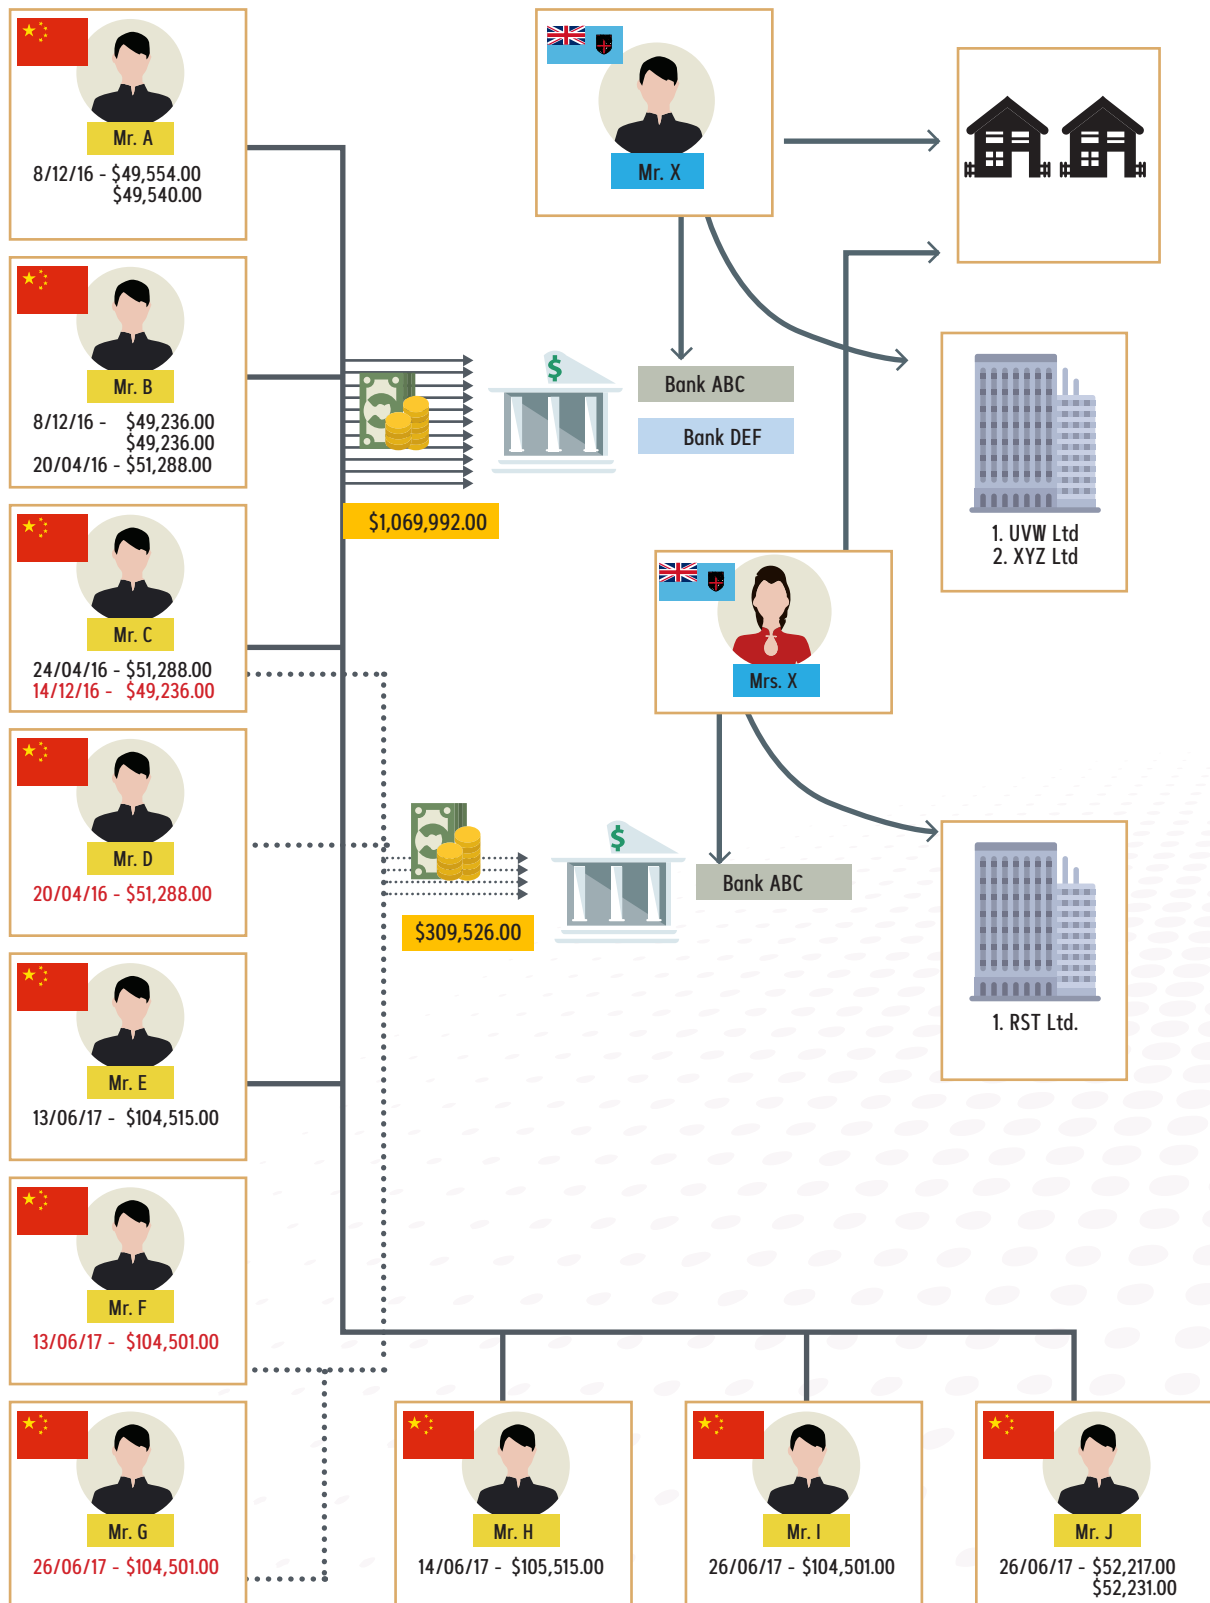 Mr. A
8/12/16 - $49,554.00
$49,540.00
Mr. B
8/12/16 - $49,236.00
$49,236.00
20/04/16 - $51,288.00
Mr. C
24/04/16 - $51,288.00
14/12/16 - $49,236.00
Mr. D
20/04/16 - $51,288.00
Mr. E
13/06/17 - $104,515.00
Mr. F
13/06/17 - $104,501.00
Mr. G
26/06/17 - $104,501.00
Mr. H
14/06/17 - $105,515.00
Mr. I
26/06/17 - $104,501.00
Mr. J
26/06/17 - $52,217.00
$52,231.00
$1,069,992.00
$
Bank ABC
Bank DEF
Mr. X
1. UVW Ltd
2. XYZ Ltd
Mrs. X
$309,526.00
$
Bank ABC
1. RST Ltd.